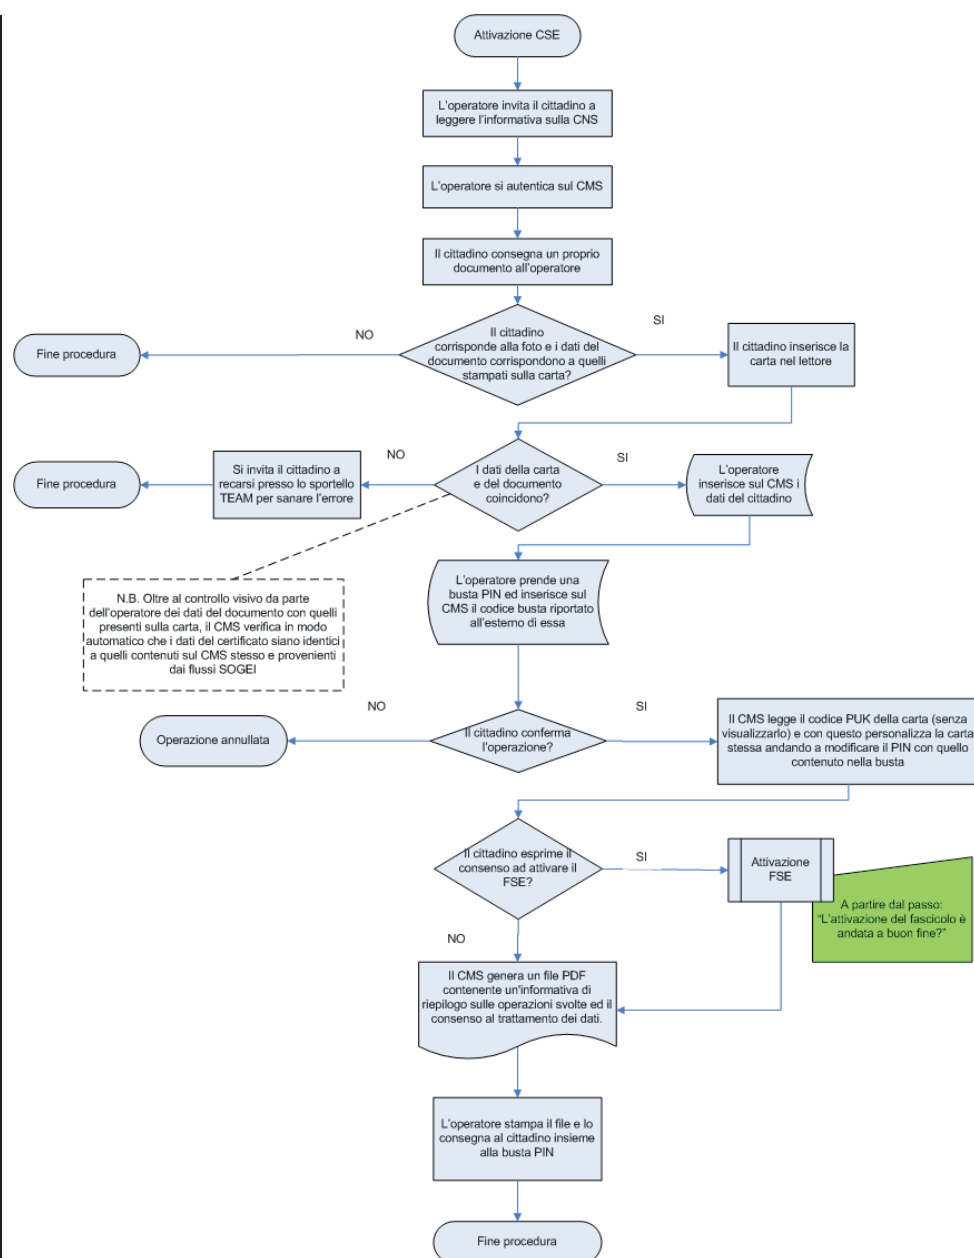 Attivazione CSE
L'operatore invita il cittadino a
leggere l'informativa sulla CNS
L'operatore si autentica sul CMS
Il cittadino consegna un proprio
documento all'operatore
NO
SI
Il cittadino
corrisponde alla foto e i dati del
documento corrispondono a quelli
stampati sulla carta?
Fine procedura
Il cittadino inserisce la
carta nel lettore
NO
SI
Fine procedura
Si invita il cittadino a
recarsi presso lo sportello
TEAM per sanare l'errore
I dati della carta
e del documento
coincidono?
L'operatore
inserisce sul CMS i
dati del cittadino
N.B. Oltre al controllo visivo da parte
dell'operatore dei dati del documento con quelli
presenti sulla carta, il CMS verifica in modo
automatico che i dati del certificato siano identici
a quelli contenuti sul CMS stesso e provenienti
dai flussi SOGEI
L'operatore prende una
busta PIN ed inserisce sul
CMS il codice busta riportato
all'esterno di essa
NO
SI
Operazione annullata
Il cittadino conferma
l'operazione?
Il CMS legge il codice PUK della carta (senza
visualizzarlo) e con questo personalizza la carta
stessa andando a modificare il PIN con quello
contenuto nella busta
Il cittadino esprime il
consenso ad attivare il
FSE?
SI
Attivazione
FSE
A partire dal passo:
"L'attivazione del fascicolo è
andata a buon fine?"
NO
Il CMS genera un file PDF
contenente un'informativa di
riepilogo sulle operazioni svolte ed il
consenso al trattamento dei dati.
L'operatore stampa il file e lo
consegna al cittadino insieme
alla busta PIN
Fine procedura